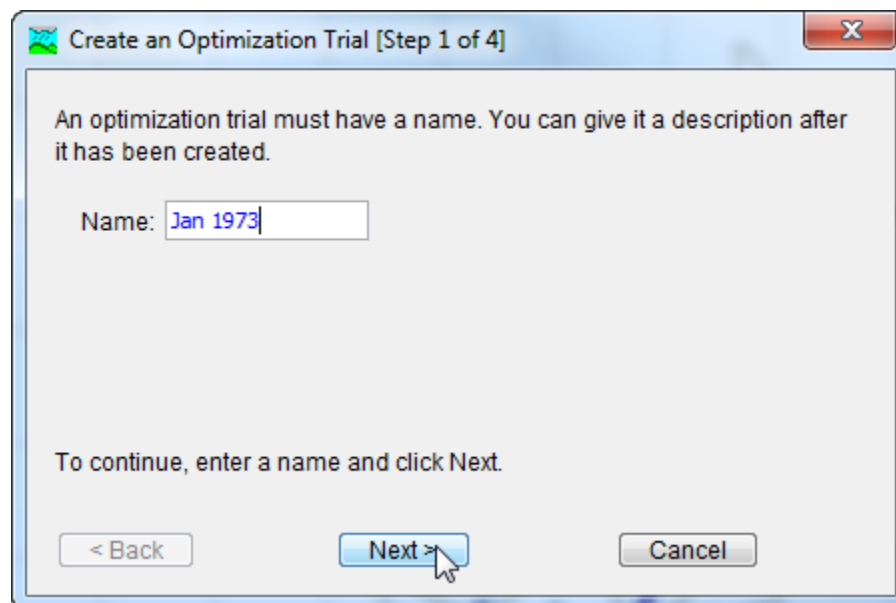 Create an Optimization Trial [Step 1 of 4]
An optimization trial must have a name. You can give it a description after
it has been created.
Name: Jan 1973
To continue, enter a name and click Next.
< Back Next > Cancel